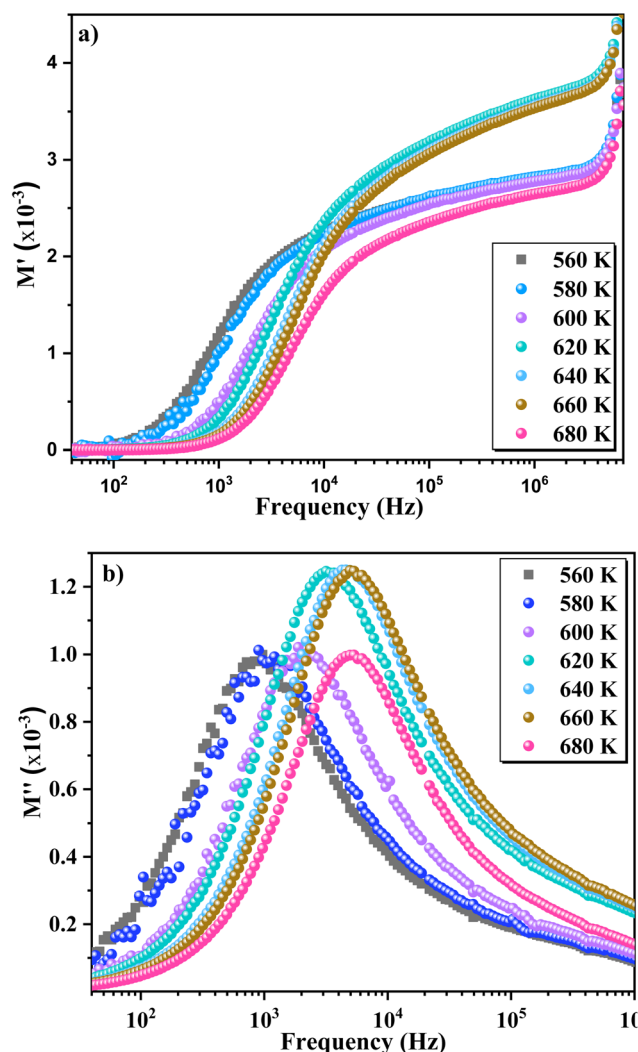 a)
4
3
2
1
0
M' (x10⁻³)
560 K
580 K
600 K
620 K
640 K
660 K
680 K
10² 10³ 10⁴ 10⁵ 10⁶
Frequency (Hz)
b)
1.2
1.0
0.8
0.6
0.4
0.2
M'' (x10⁻³)
560 K
580 K
600 K
620 K
640 K
660 K
680 K
10² 10³ 10⁴ 10⁵ 10
Frequency (Hz)